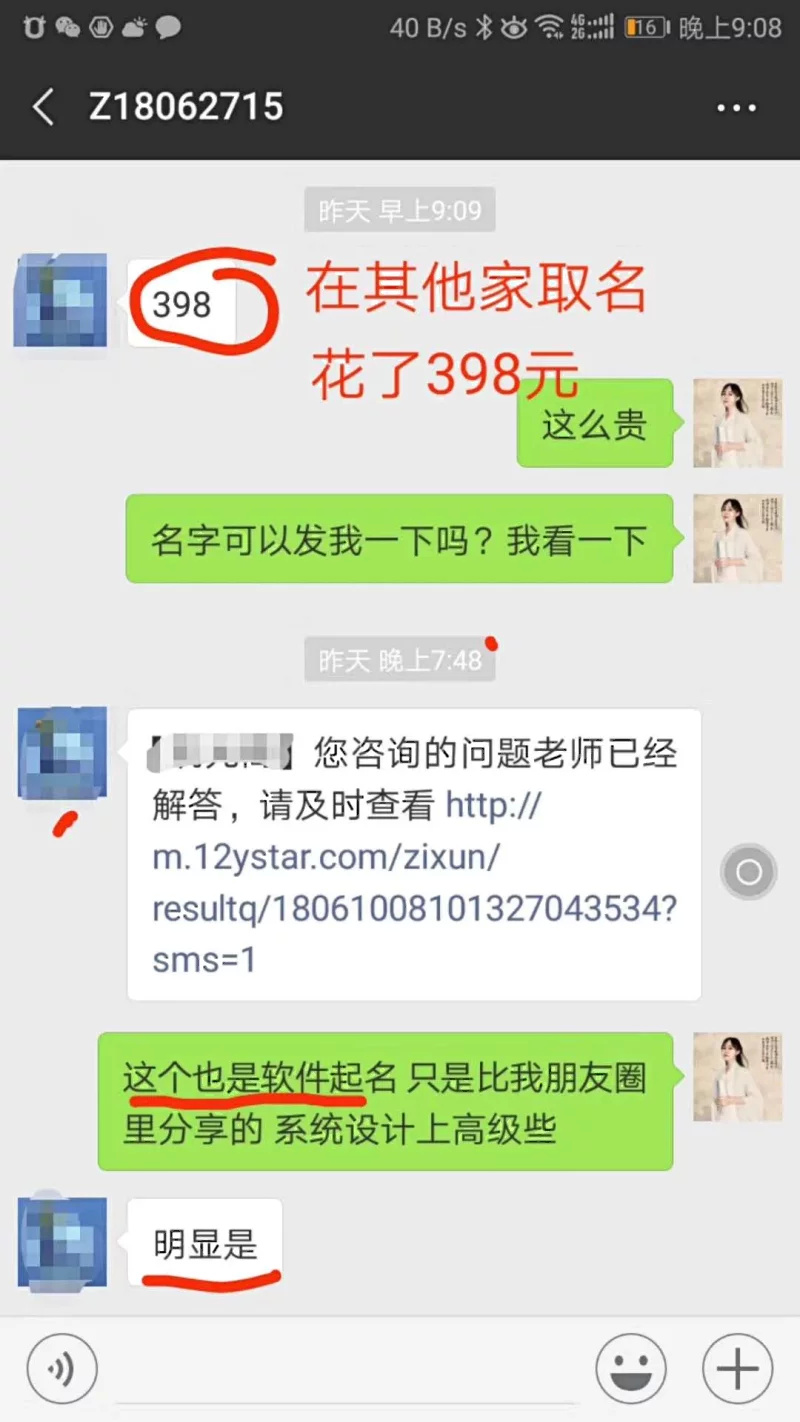 40 B/s 4G 2G 16 晚上9:08
Z18062715
昨天 早上9:09
398
在其他家取名
花了398元
这么贵
名字可以发我一下吗？我看一下
昨天 晚上7:48
【 】您咨询的问题老师已经
解答，请及时查看 http://
m.12ystar.com/zixun/
resultq/18061008101327043534?
sms=1
这个也是软件起名 只是比我朋友圈
里分享的 系统设计上高级些
明显是